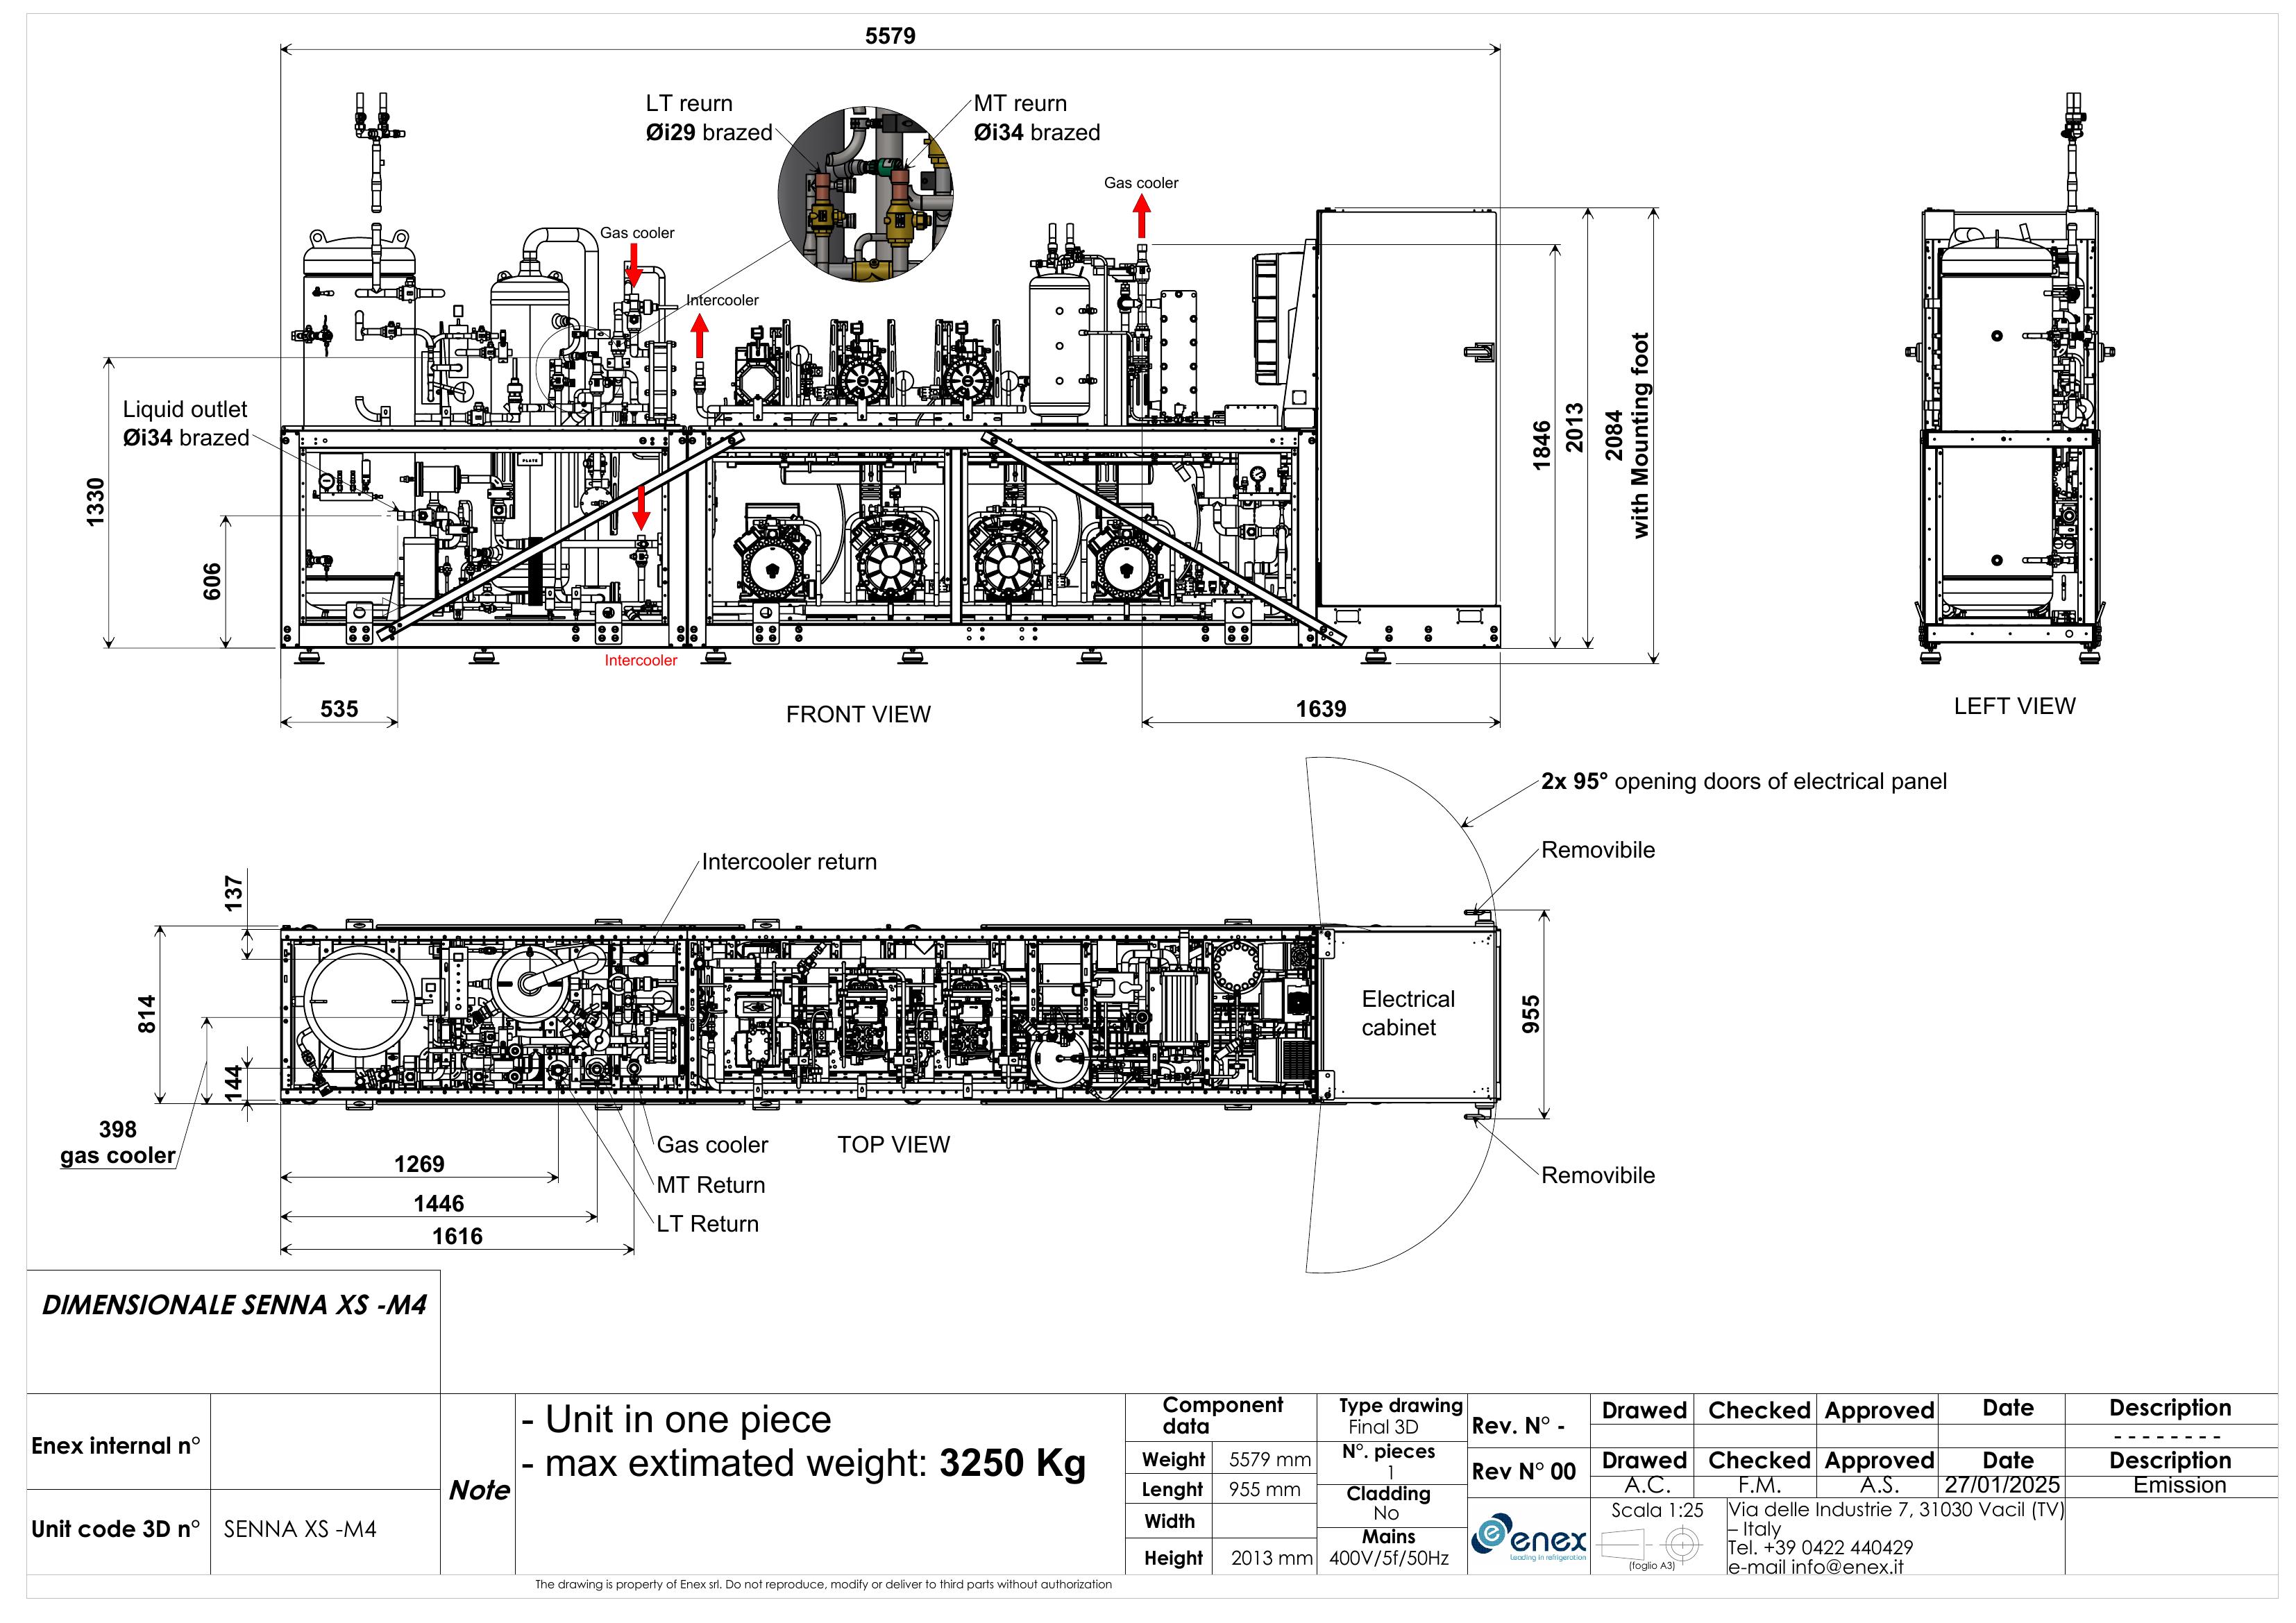 5579
LT reurn
Øi29 brazed
MT reurn
Øi34 brazed
Gas cooler
Gas cooler
Intercooler
Liquid outlet
Øi34 brazed
PLATE
1330
606
1846
2013
2084
with Mounting foot
Intercooler
535
FRONT VIEW
1639
LEFT VIEW
2x 95° opening doors of electrical panel
Removibile
Intercooler return
137
814
144
398
gas cooler
Electrical
cabinet
955
Gas cooler
TOP VIEW
MT Return
LT Return
Removibile
1269
1446
1616
DIMENSIONALE SENNA XS -M4
Enex internal n°
Unit code 3D n°
SENNA XS -M4
Note
- Unit in one piece
- max extimated weight: 3250 Kg
Component
data
Weight 5579 mm
Lenght 955 mm
Width
Height 2013 mm
Type drawing
Final 3D
N°. pieces
1
Cladding
No
Mains
400V/5f/50Hz
Rev. N° -
Drawed Checked Approved Date Description
- - - - - - - -
Rev N° 00
Drawed Checked Approved Date Description
A.C. F.M. A.S. 27/01/2025 Emission
enex
Leading in refrigeration
Scala 1:25
(foglio A3)
Via delle Industrie 7, 31030 Vacil (TV)
– Italy
Tel. +39 0422 440429
e-mail info@enex.it
The drawing is property of Enex srl. Do not reproduce, modify or deliver to third parts without authorization